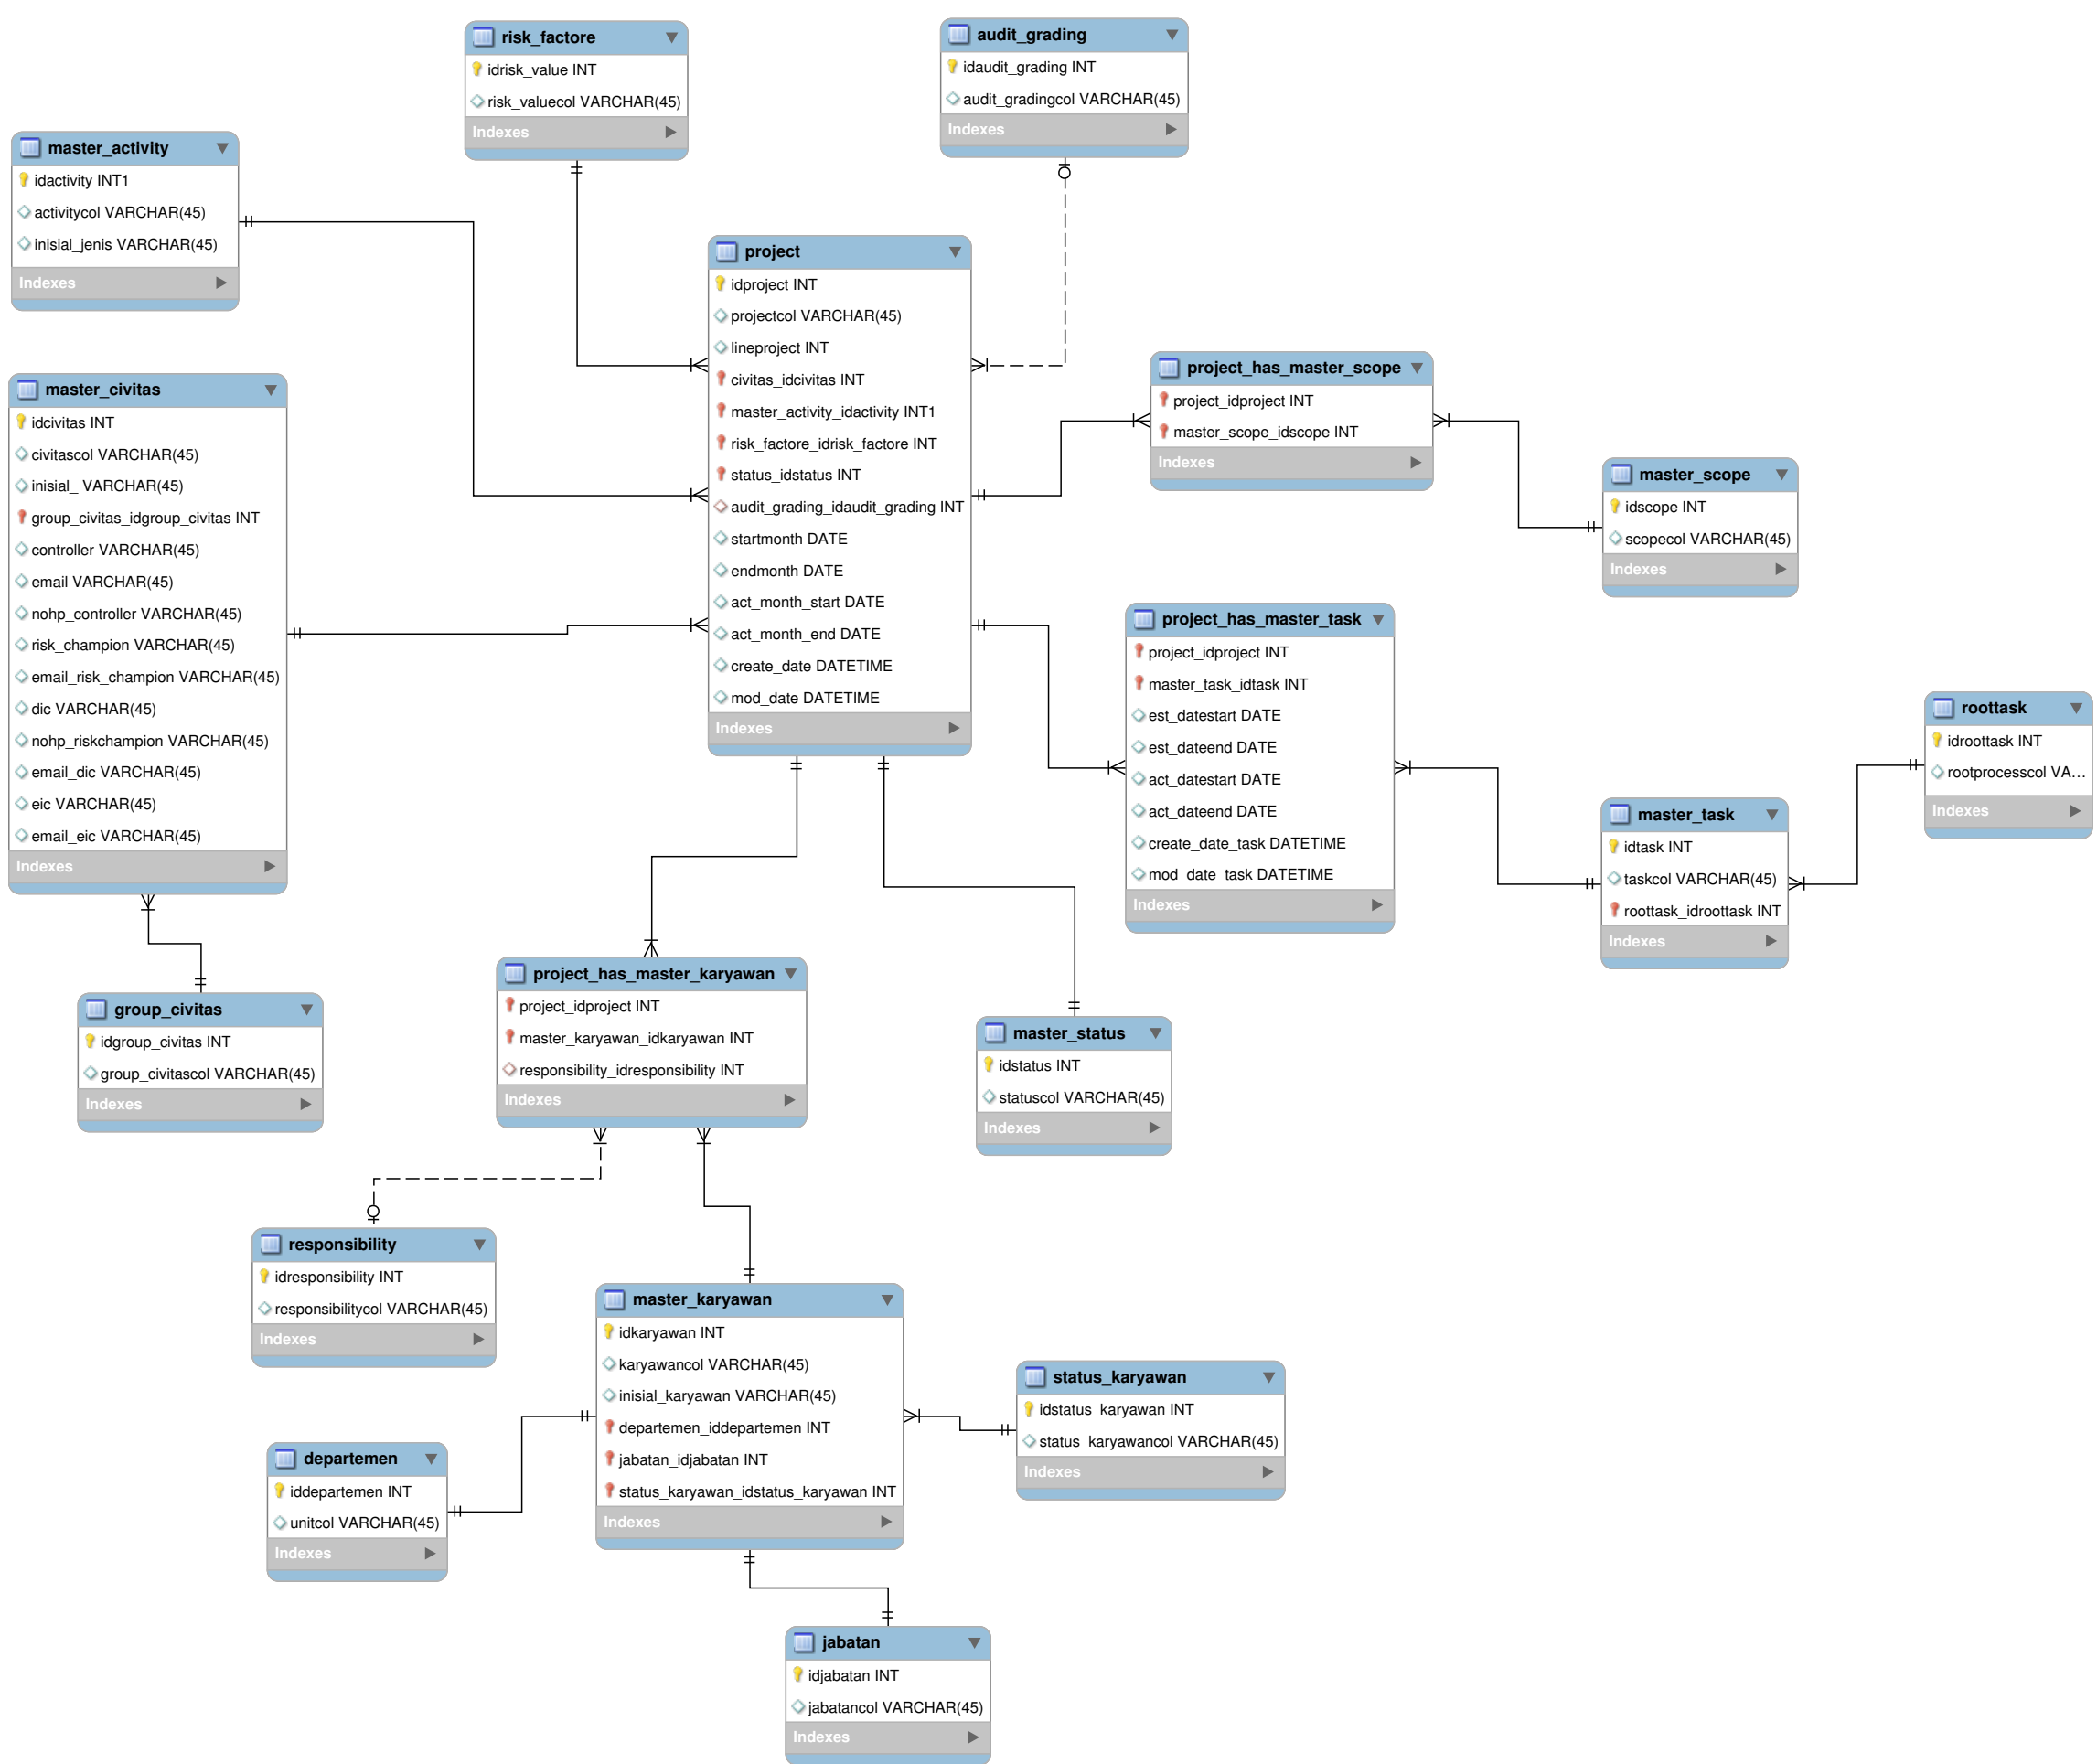 risk_factore
idrisk_value INT
risk_valuecol VARCHAR(45)
Indexes
audit_grading
idaudit_grading INT
audit_gradingcol VARCHAR(45)
Indexes
master_activity
idactivity INT1
activitycol VARCHAR(45)
inisial_jenis VARCHAR(45)
Indexes
project
idproject INT
projectcol VARCHAR(45)
lineproject INT
civitas_idcivitas INT
master_activity_idactivity INT1
risk_factore_idrisk_factore INT
status_idstatus INT
audit_grading_idaudit_grading INT
startmonth DATE
endmonth DATE
act_month_start DATE
act_month_end DATE
create_date DATETIME
mod_date DATETIME
Indexes
master_civitas
idcivitas INT
civitascol VARCHAR(45)
inisial_ VARCHAR(45)
group_civitas_idgroup_civitas INT
controller VARCHAR(45)
email VARCHAR(45)
nohp_controller VARCHAR(45)
risk_champion VARCHAR(45)
email_risk_champion VARCHAR(45)
dic VARCHAR(45)
nohp_riskchampion VARCHAR(45)
email_dic VARCHAR(45)
eic VARCHAR(45)
email_eic VARCHAR(45)
Indexes
project_has_master_scope
project_idproject INT
master_scope_idscope INT
Indexes
master_scope
idscope INT
scopecol VARCHAR(45)
Indexes
project_has_master_task
project_idproject INT
master_task_idtask INT
est_datestart DATE
est_dateend DATE
act_datestart DATE
act_dateend DATE
create_date_task DATETIME
mod_date_task DATETIME
Indexes
roottask
idroottask INT
rootprocesscol VA...
Indexes
master_task
idtask INT
taskcol VARCHAR(45)
roottask_idroottask INT
Indexes
group_civitas
idgroup_civitas INT
group_civitascol VARCHAR(45)
Indexes
project_has_master_karyawan
project_idproject INT
master_karyawan_idkaryawan INT
responsibility_idresponsibility INT
Indexes
master_status
idstatus INT
statuscol VARCHAR(45)
Indexes
responsibility
idresponsibility INT
responsibilitycol VARCHAR(45)
Indexes
master_karyawan
idkaryawan INT
karyawancol VARCHAR(45)
inisial_karyawan VARCHAR(45)
departemen_iddepartemen INT
jabatan_idjabatan INT
status_karyawan_idstatus_karyawan INT
Indexes
status_karyawan
idstatus_karyawan INT
status_karyawancol VARCHAR(45)
Indexes
departemen
iddepartemen INT
unitcol VARCHAR(45)
Indexes
jabatan
idjabatan INT
jabatancol VARCHAR(45)
Indexes